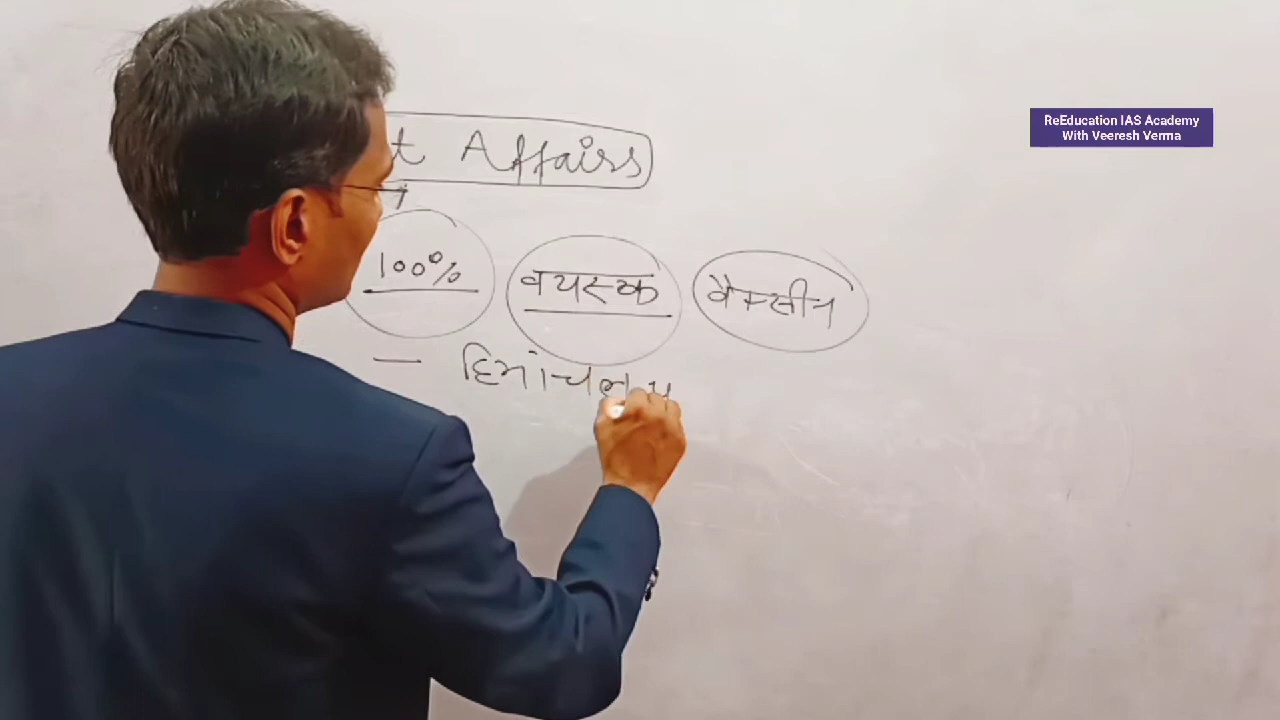 ReEducation IAS Academy
With Veeresh Verma
t Affairs
100% वयस्क वैक्सीन
— हिमांचल प